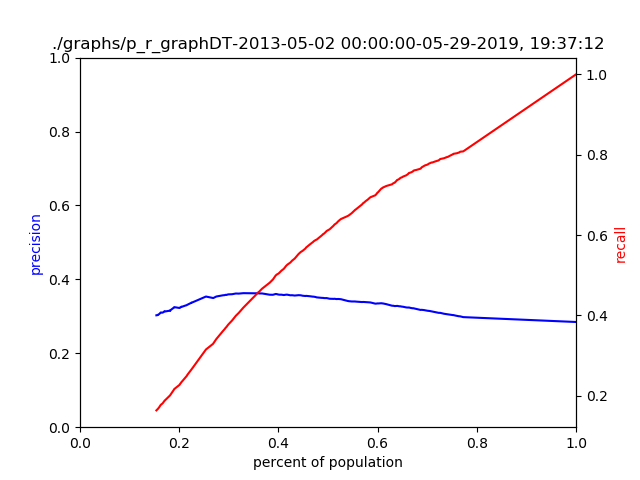 ./graphs/p_r_graphDT-2013-05-02 00:00:00-05-29-2019, 19:37:12
1.0
0.8
0.6
0.4
0.2
0.0
precision
1.0
0.8
0.6
0.4
0.2
recall
0.0 0.2 0.4 0.6 0.8 1.0
percent of population